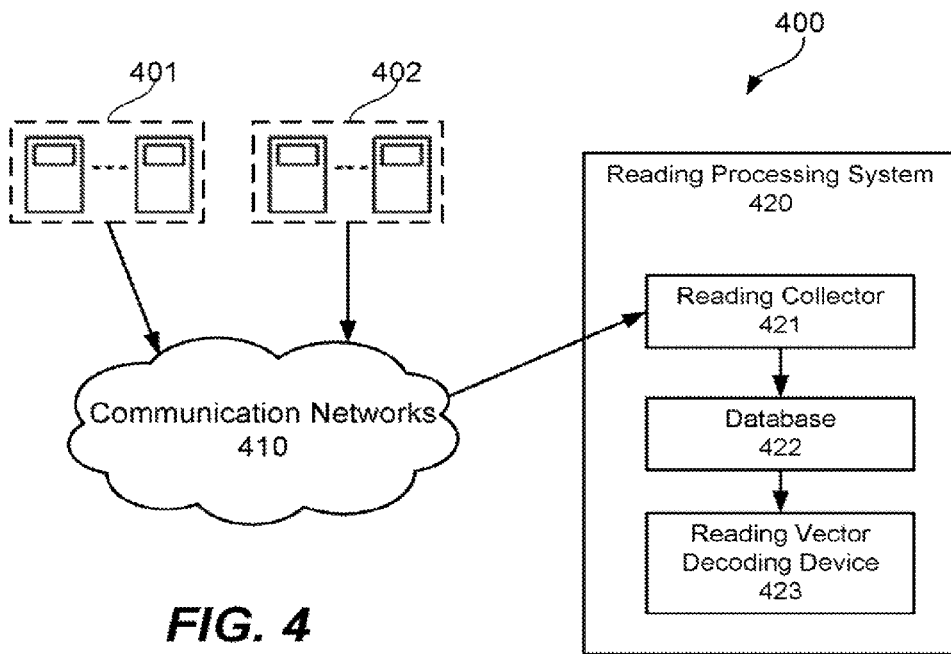 400
401
402
Reading Processing System
420
Reading Collector
421
Communication Networks
410
Database
422
Reading Vector
Decoding Device
423
FIG. 4